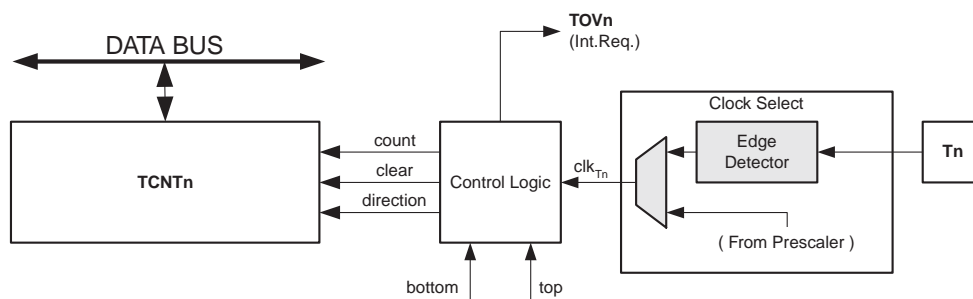 TOVn
(Int.Req.)
DATA BUS
Clock Select
TCNTn
count
clear
direction
Control Logic
clkTn
Edge
Detector
Tn
( From Prescaler )
bottom
top